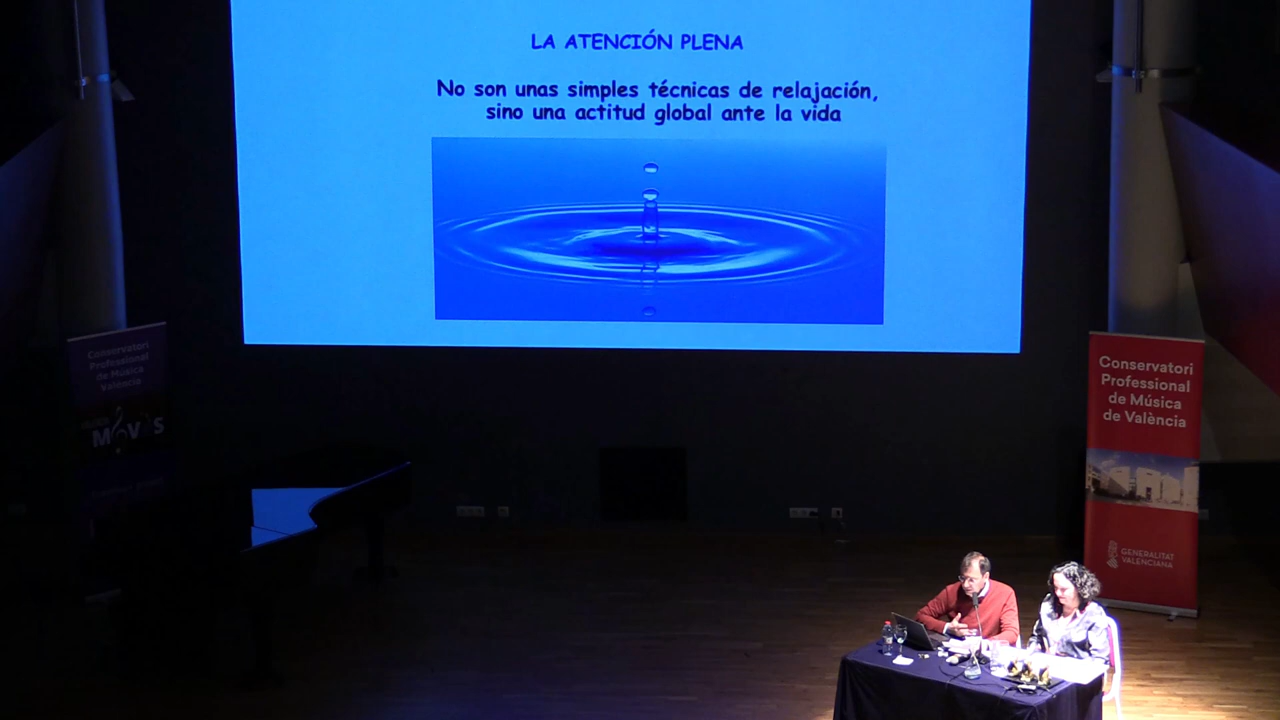 LA ATENCIÓN PLENA
No son unas simples técnicas de relajación,
sino una actitud global ante la vida
Conservatori
Professional
de Música
València
MOVÓS
Conservatori
Professional
de Música
de València
GENERALITAT
VALENCIANA